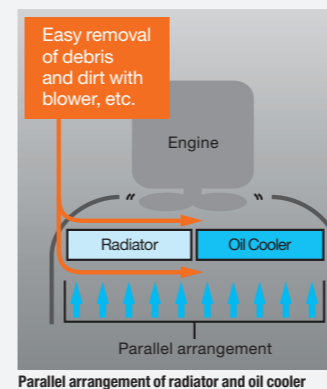 Easy removal
of debris
and dirt with
blower, etc.
Engine
Radiator
Oil Cooler
Parallel arrangement
Parallel arrangement of radiator and oil cooler